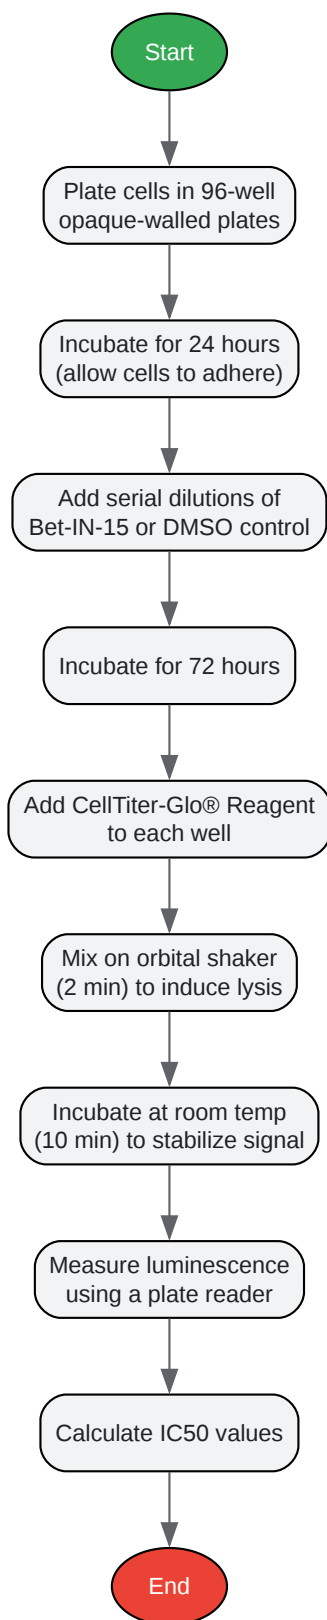 Start
Plate cells in 96-well
opaque-walled plates
Incubate for 24 hours
(allow cells to adhere)
Add serial dilutions of
Bet-IN-15 or DMSO control
Incubate for 72 hours
Add CellTiter-Glo® Reagent
to each well
Mix on orbital shaker
(2 min) to induce lysis
Incubate at room temp
(10 min) to stabilize signal
Measure luminescence
using a plate reader
Calculate IC50 values
End